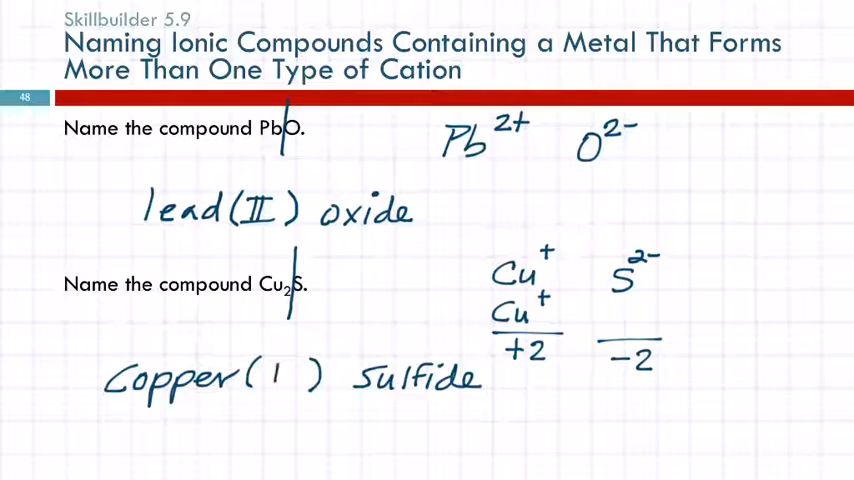 Skillbuilder 5.9
Naming Ionic Compounds Containing a Metal That Forms
More Than One Type of Cation
48
Name the compound PbO.
Pb²⁺ O²⁻
lead(II) oxide
Name the compound Cu₂S.
Cu⁺ S²⁻
Cu⁺
+2 -2
Copper(I) sulfide